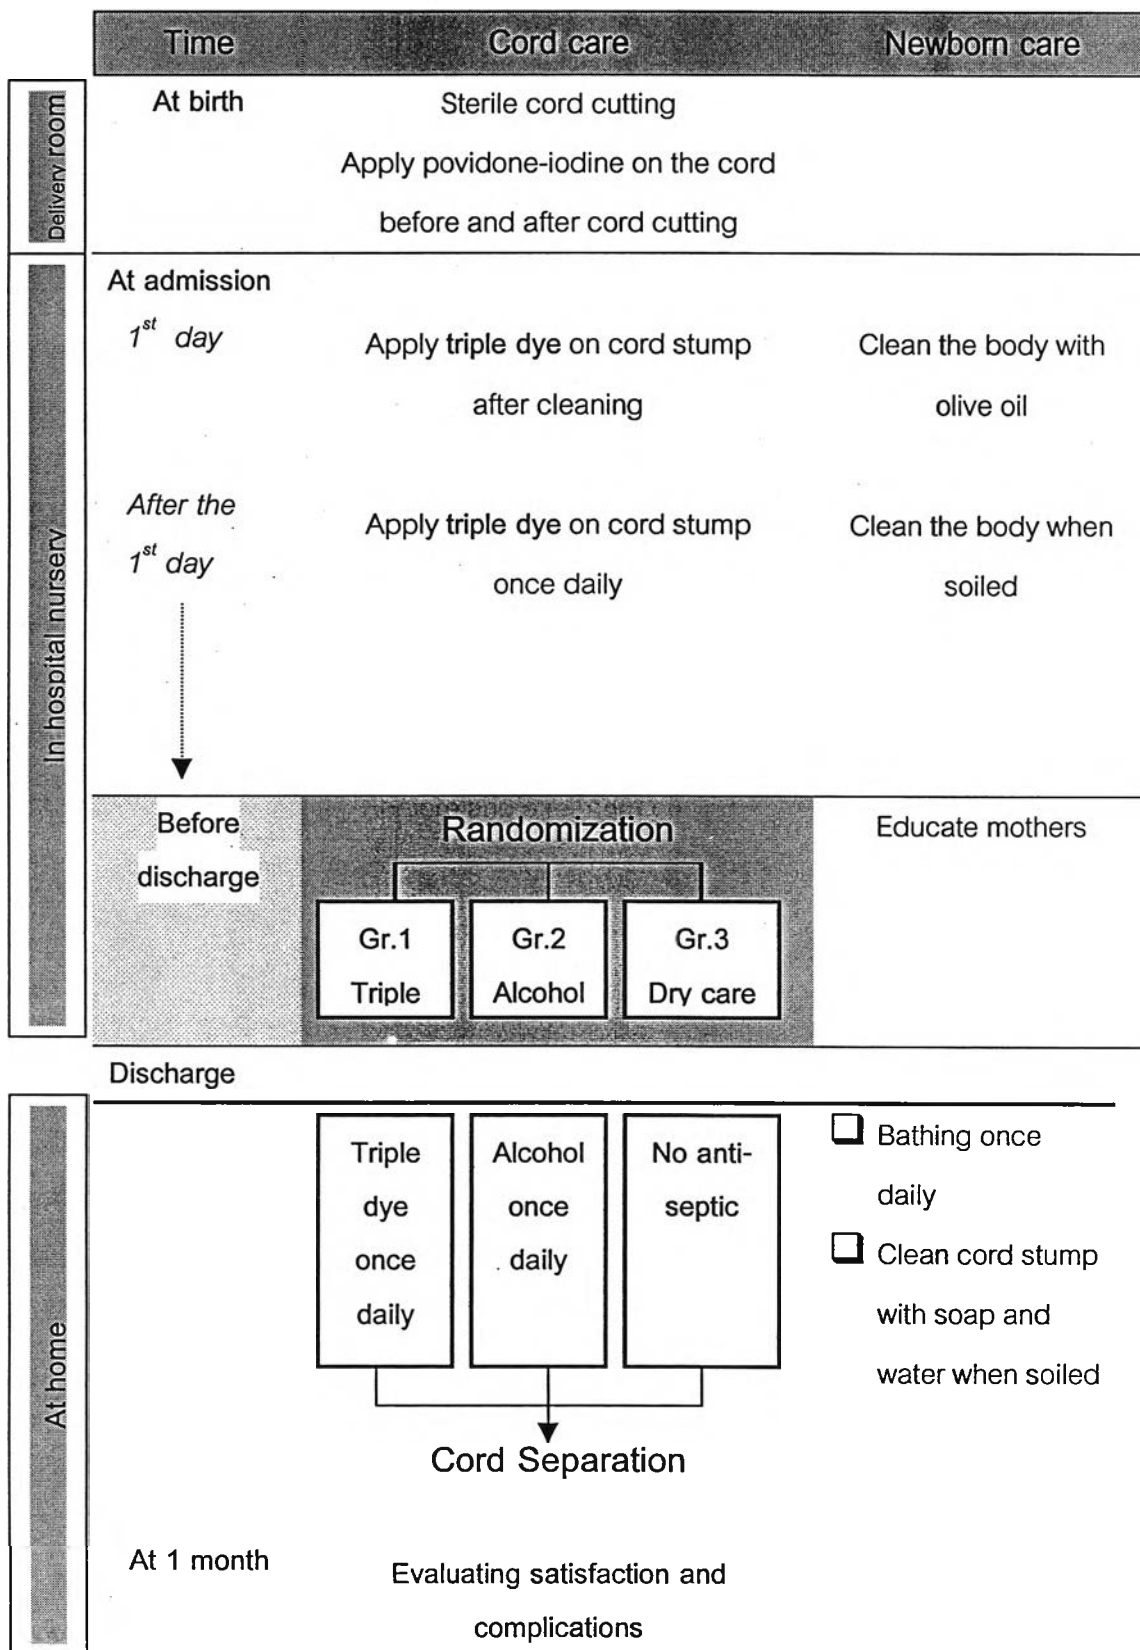 Time Cord care Newborn care
Delivery room
At birth Sterile cord cutting
Apply povidone-iodine on the cord
before and after cord cutting
In hospital nursery
At admission
1st day Apply triple dye on cord stump Clean the body with
after cleaning olive oil
After the Apply triple dye on cord stump Clean the body when
1st day once daily soiled
Before Randomization Educate mothers
discharge
Gr.1 Gr.2 Gr.3
Triple Alcohol Dry care
Discharge
At home
Triple Alcohol No anti- Bathing once
dye once septic daily
once daily Clean cord stump
daily with soap and
water when soiled
Cord Separation
At 1 month Evaluating satisfaction and
complications